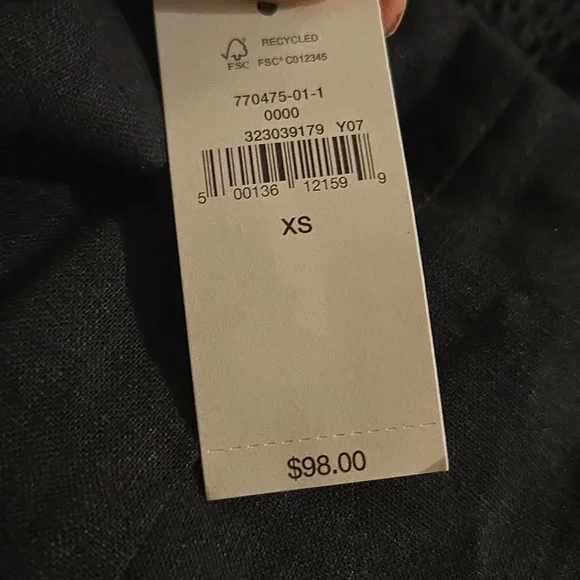 RECYCLED
FSC FSC® C012345
770475-01-1
0000
323039179 Y07
5 00136 12159 9
XS
$98.00